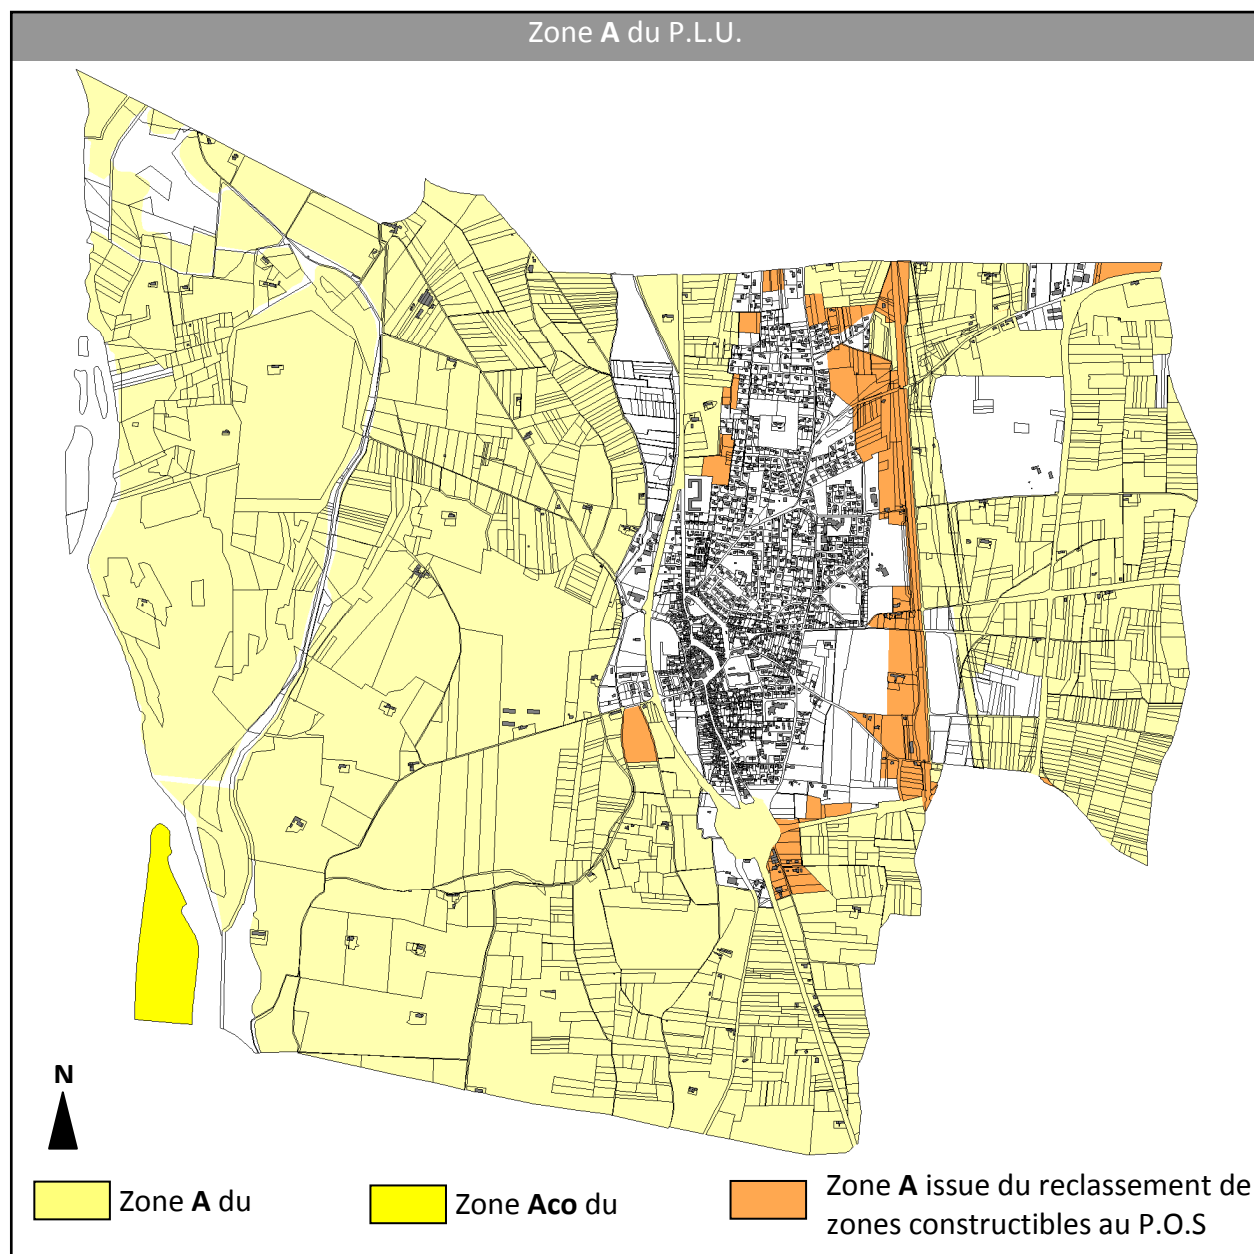 Zone A du P.L.U.
N
Zone A du
Zone Aco du
Zone A issue du reclassement de
zones constructibles au P.O.S